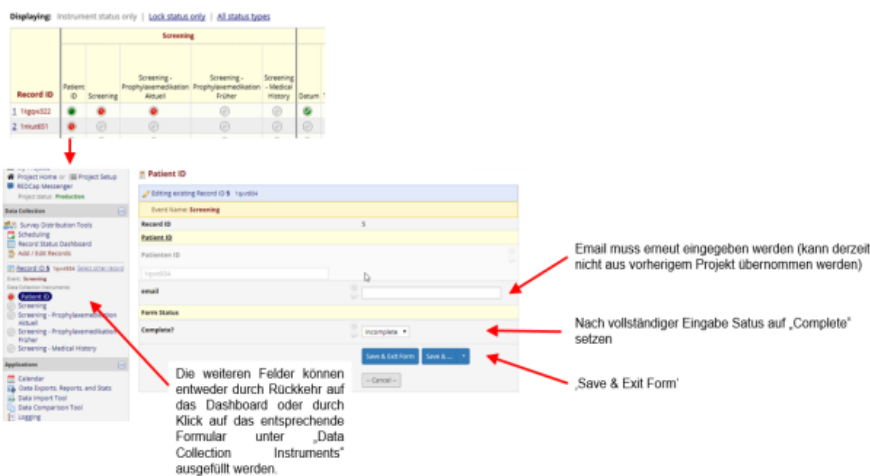 Displaying: Instrument status only | Lock status only | All status types
Screening
Record ID
Patient ID
Screening
Screening - Prophylaxemedikation Aktuell
Screening - Prophylaxemedikation Früher
Screening - Medical History
Datum
1
2
Project Home or Project Setup
REDCap Messenger
Project status: Production
Data Collection
Survey Distribution Tools
Scheduling
Record Status Dashboard
Add / Edit Records
Record ID 5 Select other record
Event: Screening
Data Collection Instruments:
Patient ID
Screening
Screening - Prophylaxemedikation
Aktuell
Screening - Prophylaxemedikation
Früher
Screening - Medical History
Applications
Calendar
Data Exports, Reports, and Stats
Data Import Tool
Data Comparison Tool
Logging
Patient ID
Editing existing Record ID 5
Event Name: Screening
Record ID 5
Patient ID
Patienten ID
email
Form Status
Complete?
Incomplete
Save & Exit Form
Save & ...
-- Cancel --
Email muss erneut eingegeben werden (kann derzeit
nicht aus vorherigem Projekt übernommen werden)
Nach vollständiger Eingabe Satus auf „Complete“
setzen
‚Save & Exit Form’
Die weiteren Felder können
entweder durch Rückkehr auf
das Dashboard oder durch
Klick auf das entsprechende
Formular unter „Data
Collection Instruments“
ausgefüllt werden.